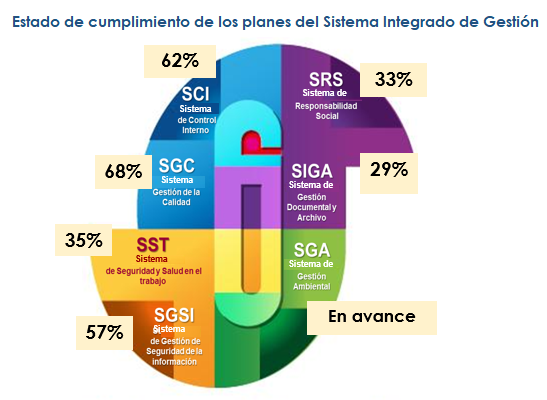 Estado de cumplimiento de los planes del Sistema Integrado de Gestión
62%
SCI
Sistema
de Control
Interno
SRS
Sistema de
Responsabilidad
Social
33%
68%
SGC
Sistema
Gestión de la
Calidad
SIGA
Sistema de
Gestión
Documental y
Archivo
29%
35%
SST
Sistema
de Seguridad y Salud en el
trabajo
SGA
Sistema de
Gestión
Ambiental
57%
SGSI
Sistema
de Gestión de
Seguridad de la
información
En avance